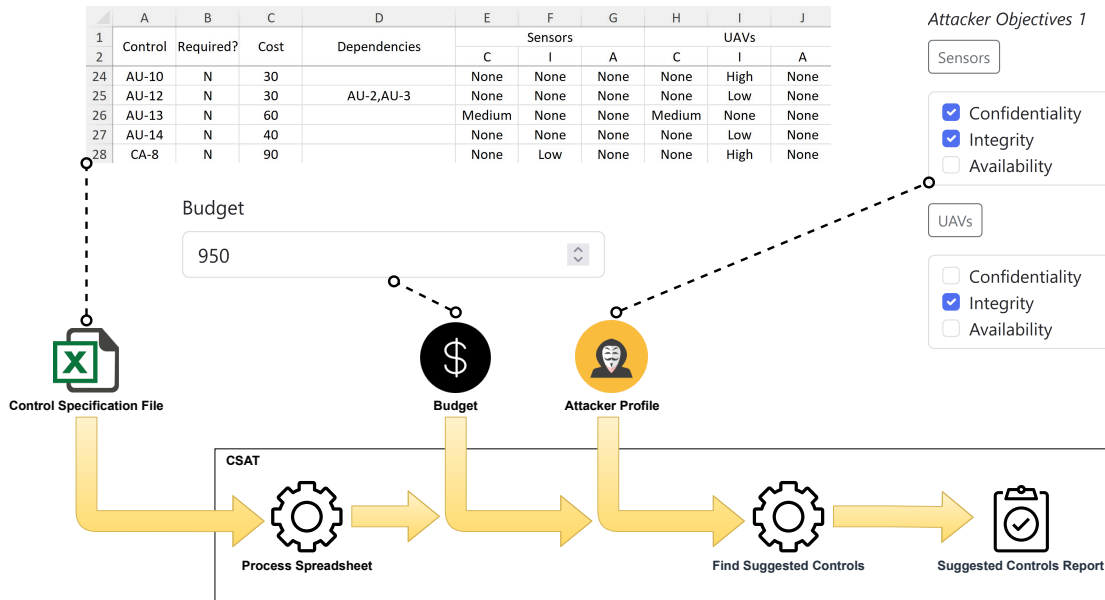 A B C D E F G H I J
1 Control Required? Cost Dependencies Sensors UAVs
2 C I A C I A
24 AU-10 N 30 None None None None High None
25 AU-12 N 30 AU-2,AU-3 None None None None Low None
26 AU-13 N 60 Medium None None Medium None None
27 AU-14 N 40 None None None None Low None
28 CA-8 N 90 None Low None None High None
Attacker Objectives 1
Sensors
Confidentiality
Integrity
Availability
UAVs
Confidentiality
Integrity
Availability
Budget
950
X
$
Control Specification File
Budget
Attacker Profile
CSAT
Process Spreadsheet
Find Suggested Controls
Suggested Controls Report